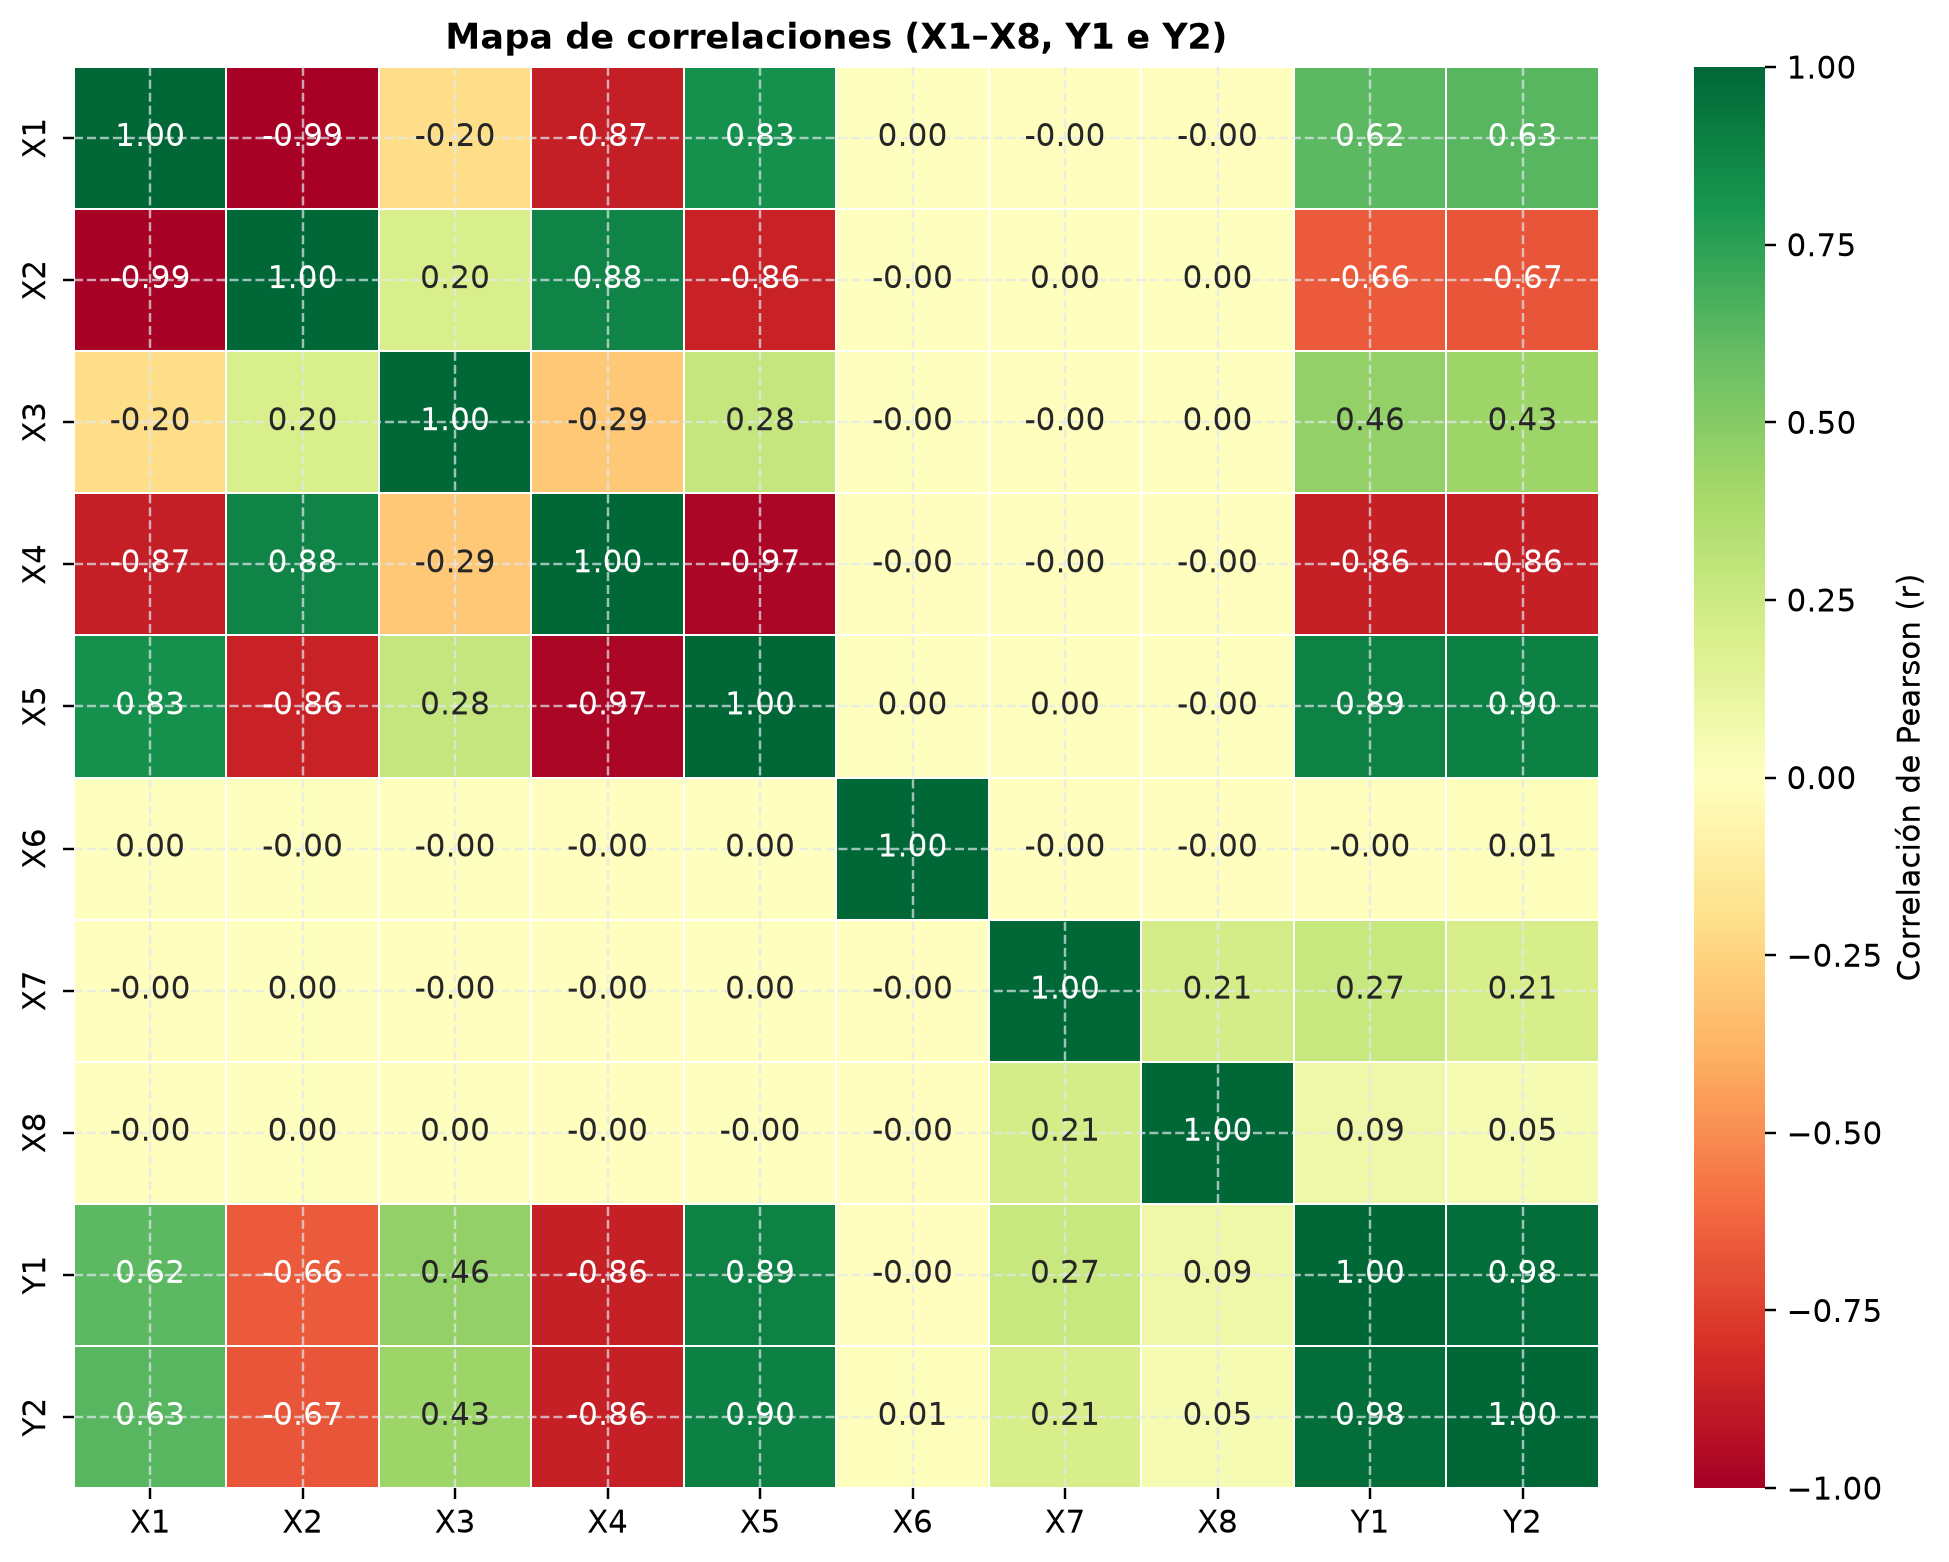 Mapa de correlaciones (X1–X8, Y1 e Y2)
X1 1.00 -0.99 -0.20 -0.87 0.83 0.00 -0.00 -0.00 0.62 0.63
X2 -0.99 1.00 0.20 0.88 -0.86 -0.00 0.00 0.00 -0.66 -0.67
X3 -0.20 0.20 1.00 -0.29 0.28 -0.00 -0.00 0.00 0.46 0.43
X4 -0.87 0.88 -0.29 1.00 -0.97 -0.00 -0.00 -0.00 -0.86 -0.86
X5 0.83 -0.86 0.28 -0.97 1.00 0.00 0.00 -0.00 0.89 0.90
X6 0.00 -0.00 -0.00 -0.00 0.00 1.00 -0.00 -0.00 -0.00 0.01
X7 -0.00 0.00 -0.00 -0.00 0.00 -0.00 1.00 0.21 0.27 0.21
X8 -0.00 0.00 0.00 -0.00 -0.00 -0.00 0.21 1.00 0.09 0.05
Y1 0.62 -0.66 0.46 -0.86 0.89 -0.00 0.27 0.09 1.00 0.98
Y2 0.63 -0.67 0.43 -0.86 0.90 0.01 0.21 0.05 0.98 1.00
X1 X2 X3 X4 X5 X6 X7 X8 Y1 Y2
1.00
0.75
0.50
0.25
0.00
−0.25
−0.50
−0.75
−1.00
Correlación de Pearson (r)